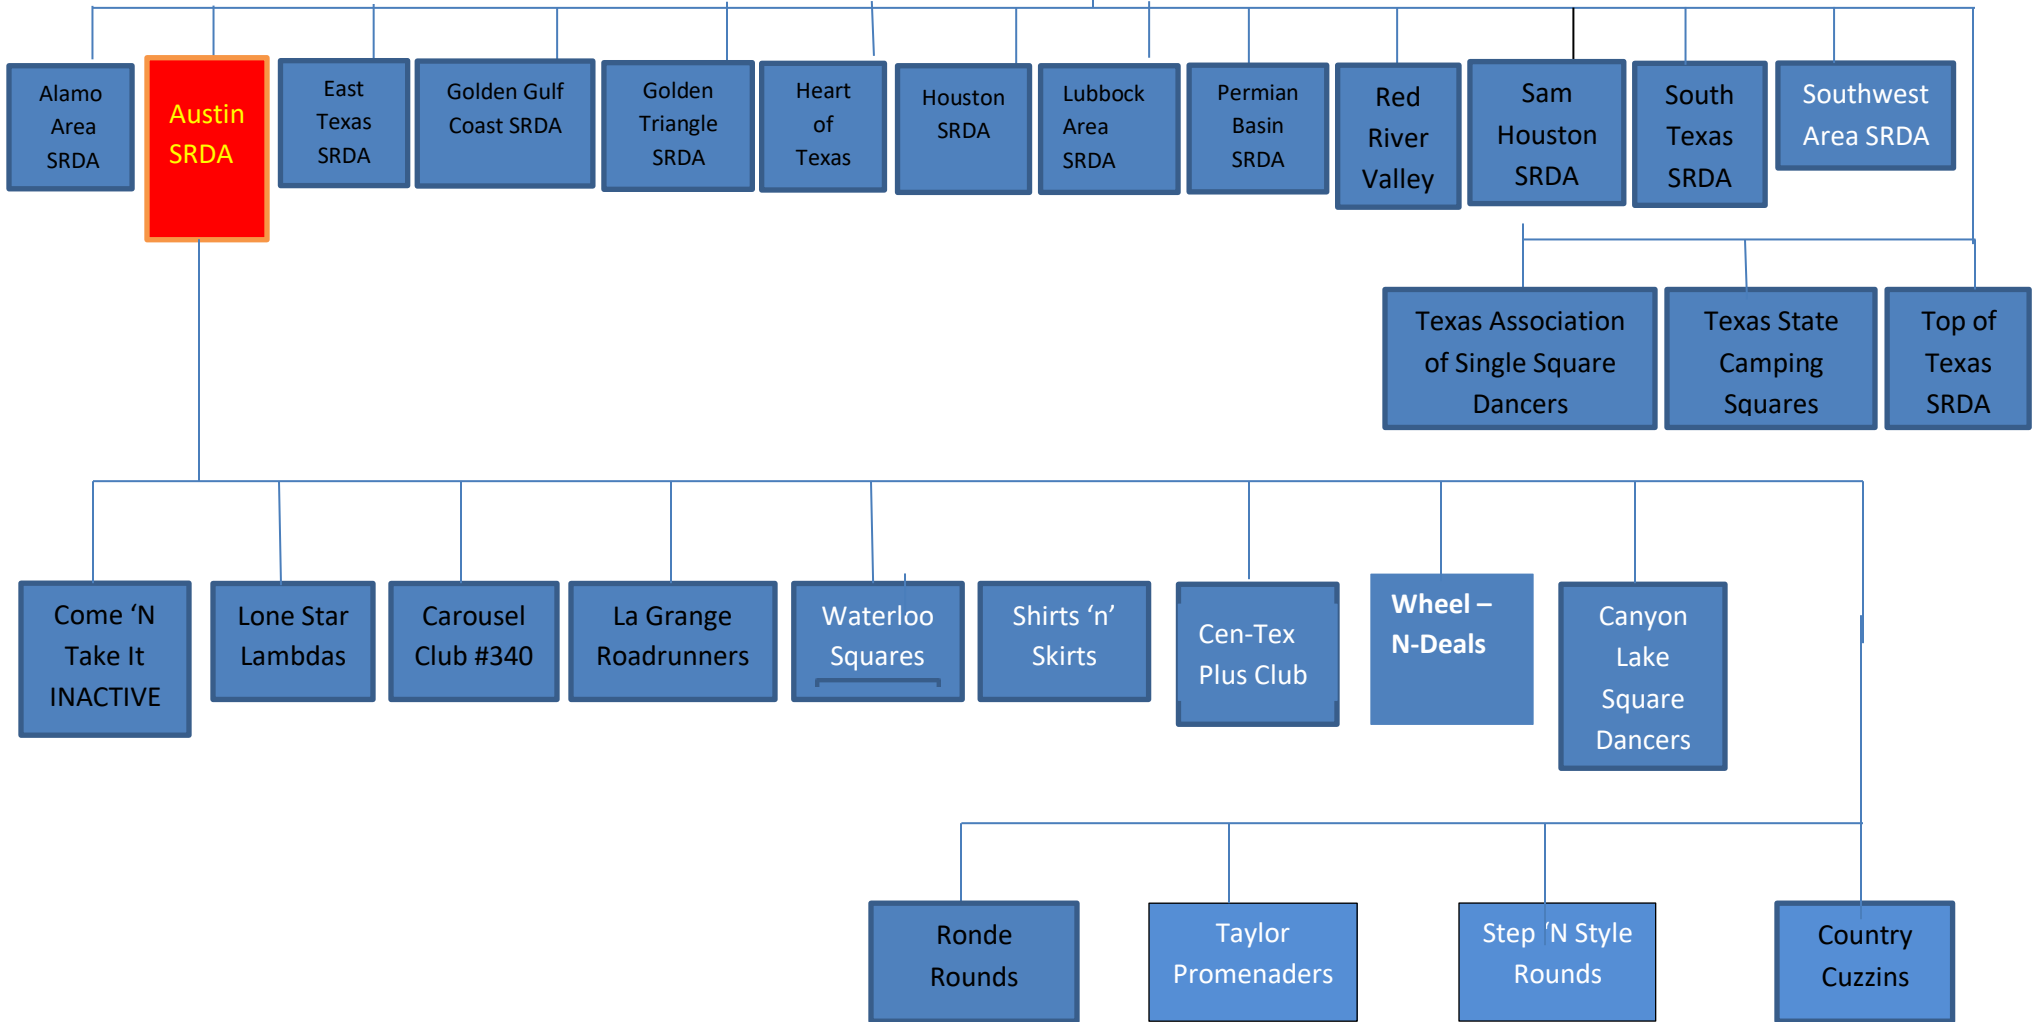 Alamo
Area
SRDA
Austin
SRDA
East
Texas
SRDA
Golden Gulf
Coast SRDA
Golden
Triangle
SRDA
Heart
of
Texas
Houston
SRDA
Lubbock
Area
SRDA
Permian
Basin
SRDA
Red
River
Valley
Sam
Houston
SRDA
South
Texas
SRDA
Southwest
Area SRDA
Texas Association
of Single Square
Dancers
Texas State
Camping
Squares
Top of
Texas
SRDA
Come ‘N
Take It
INACTIVE
Lone Star
Lambdas
Carousel
Club #340
La Grange
Roadrunners
Waterloo
Squares
Shirts ‘n’
Skirts
Cen-Tex
Plus Club
Wheel –
N-Deals
Canyon
Lake
Square
Dancers
Ronde
Rounds
Taylor
Promenaders
Step ‘N Style
Rounds
Country
Cuzzins